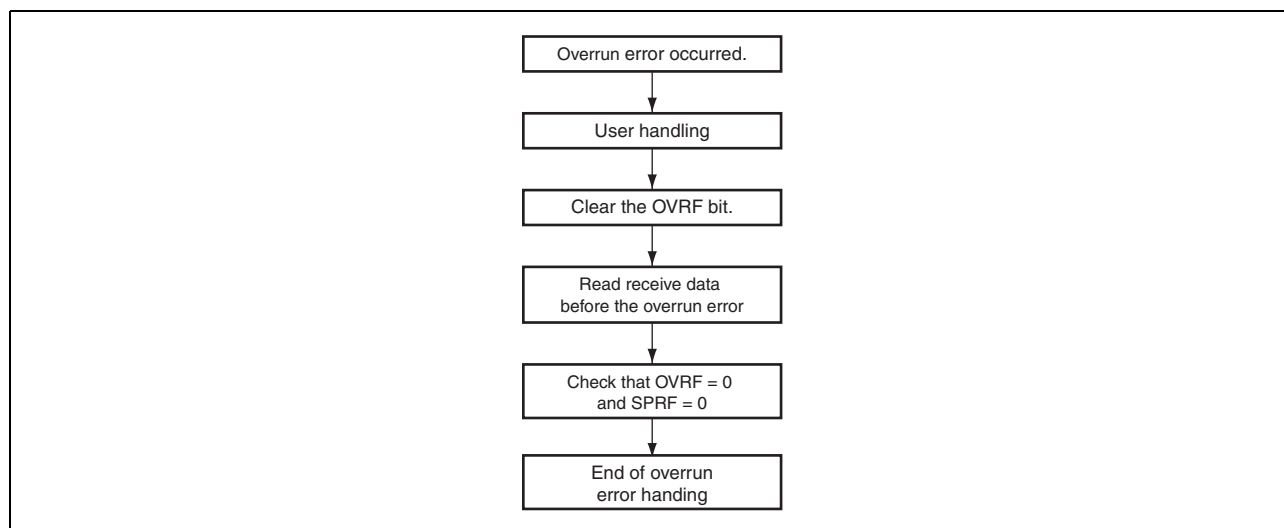 Overrun error occurred.
User handling
Clear the OVRF bit.
Read receive data
before the overrun error
Check that OVRF = 0
and SPRF = 0
End of overrun
error handing